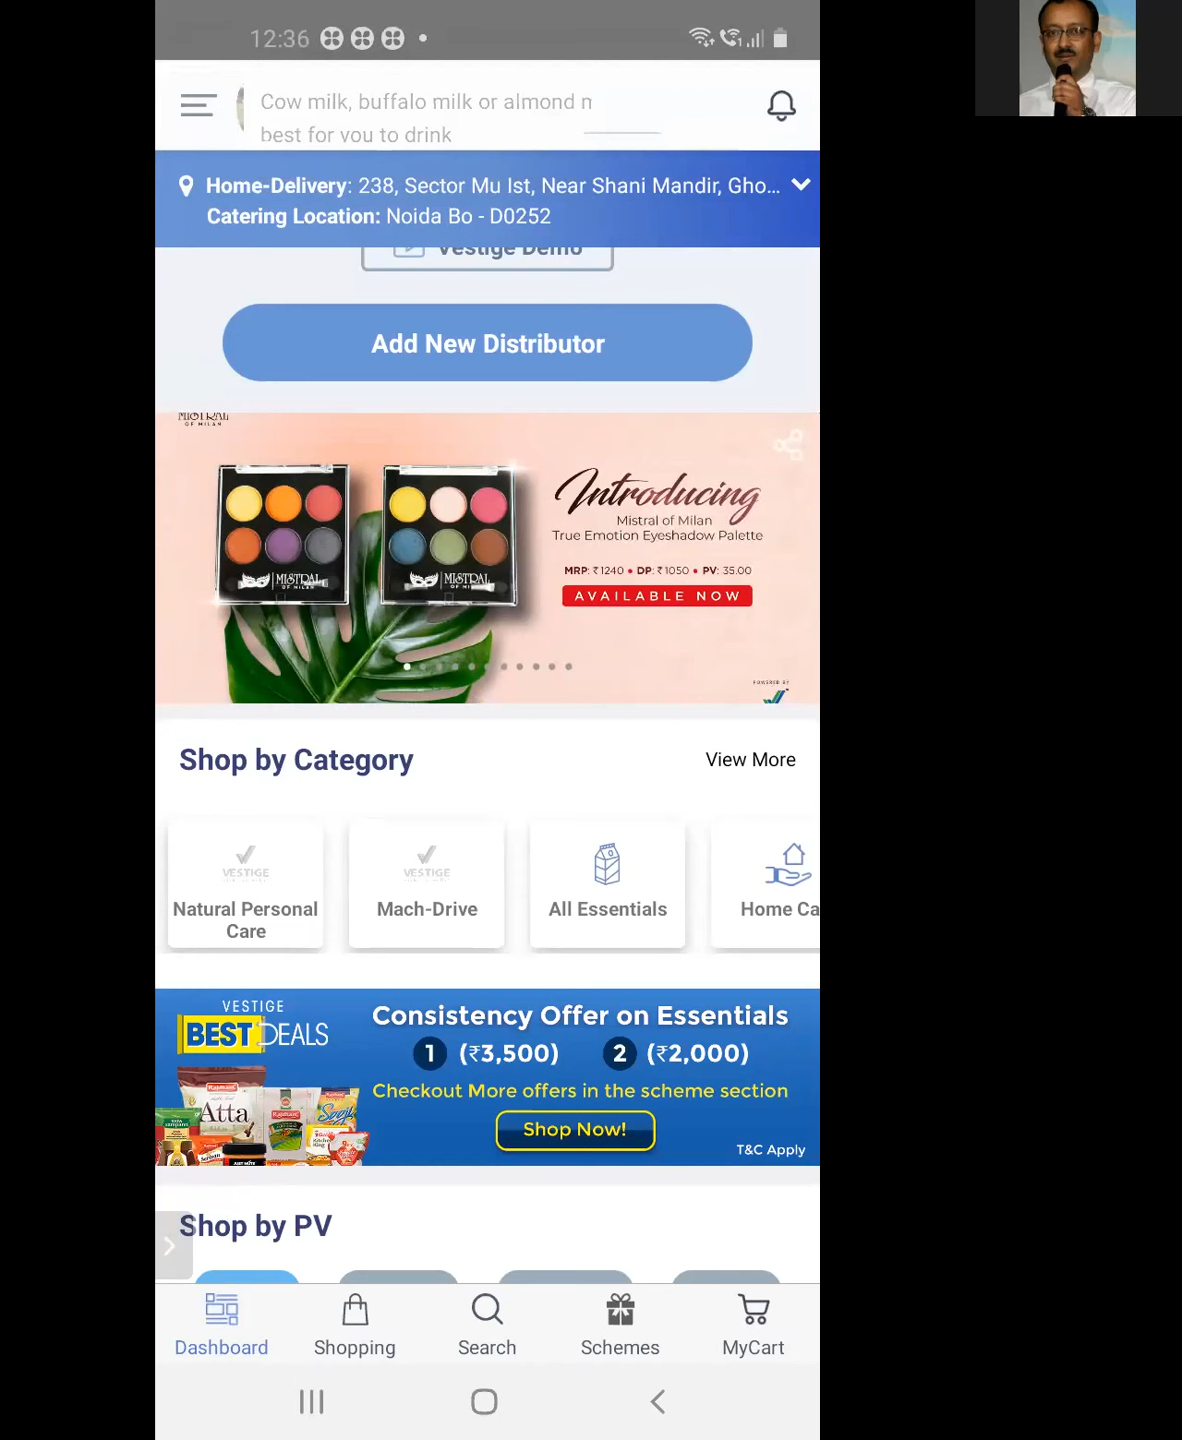 12:36
Cow milk, buffalo milk or almond
best for you to drink
Home-Delivery: 238, Sector Mu Ist, Near Shani Mandir, Gho...
Catering Location: Noida Bo - D0252
Vestige Demo
Add New Distributor
MISTRAL
OF MILAN
Introducing
Mistral of Milan
True Emotion Eyeshadow Palette
MRP: ₹1240 • DP: ₹1050 • PV: 35.00
AVAILABLE NOW
MISTRAL
OF MILAN
MISTRAL
POWERED BY
Shop by Category
View More
VESTIGE
Natural Personal
Care
VESTIGE
Mach-Drive
All Essentials
Home Ca
VESTIGE
BEST DEALS
Consistency Offer on Essentials
1 (₹3,500) 2 (₹2,000)
Checkout More offers in the scheme section
Shop Now!
T&C Apply
Atta
Shop by PV
Dashboard
Shopping
Search
Schemes
MyCart